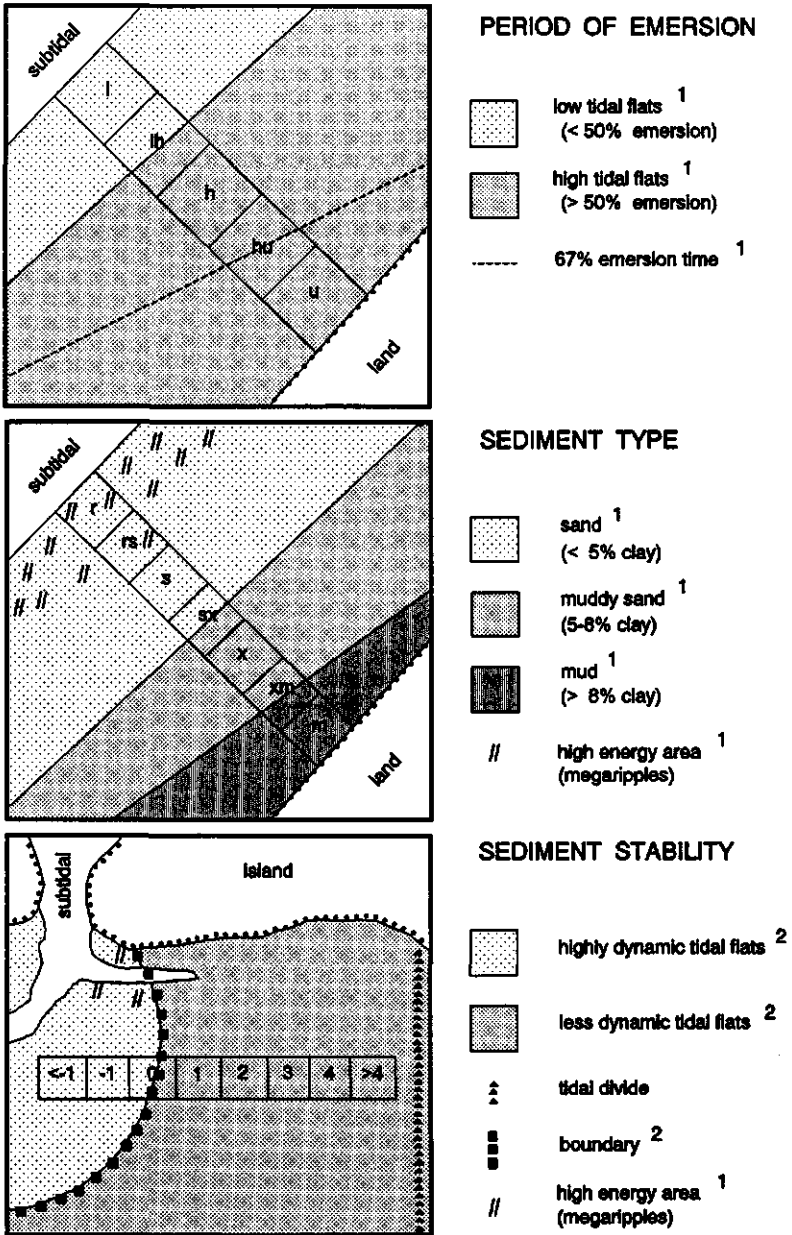 PERIOD OF EMERSION
subtidal
l
lb
h
hu
u
land
low tidal flats 1
(< 50% emersion)
high tidal flats 1
(> 50% emersion)
67% emersion time 1
SEDIMENT TYPE
subtidal
r
rs
s
sx
x
xm
m
land
sand 1
(< 5% clay)
muddy sand 1
(5-8% clay)
mud 1
(> 8% clay)
high energy area 1
(megaripples)
SEDIMENT STABILITY
subtidal
island
<-1 -1 0 1 2 3 4 >4
highly dynamic tidal flats 2
less dynamic tidal flats 2
tidal divide
boundary 2
high energy area 1
(megaripples)